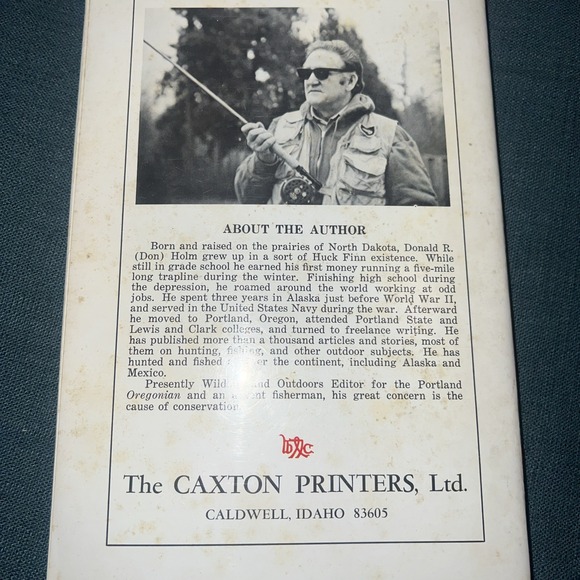 ABOUT THE AUTHOR
Born and raised on the prairies of North Dakota, Donald R.
(Don) Holm grew up in a sort of Huck Finn existence. While
still in grade school he earned his first money running a five-mile
long trapline during the winter. Finishing high school during
the depression, he roamed around the world working at odd
jobs. He spent three years in Alaska just before World War II,
and served in the United States Navy during the war. Afterward
he moved to Portland, Oregon, attended Portland State and
Lewis and Clark colleges, and turned to freelance writing. He
has published more than a thousand articles and stories, most of
them on hunting, fishing, and other outdoor subjects. He has
hunted and fished the continent, including Alaska and
Mexico.
Presently and Outdoors Editor for the Portland
Oregonian and an fisherman, his great concern is the
cause of conservation
The CAXTON PRINTERS, Ltd.
CALDWELL, IDAHO 83605